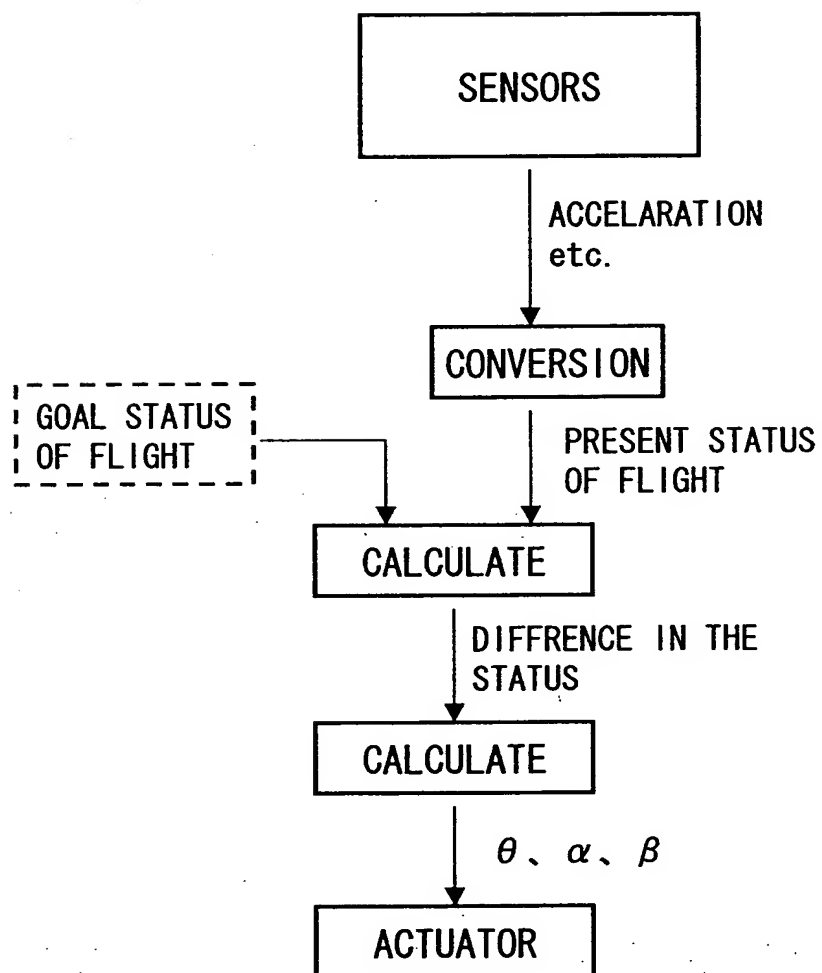 SENSORS
ACCELARATION
etc.
CONVERSION
GOAL STATUS
OF FLIGHT
PRESENT STATUS
OF FLIGHT
CALCULATE
DIFFRENCE IN THE
STATUS
CALCULATE
θ、α、β
ACTUATOR